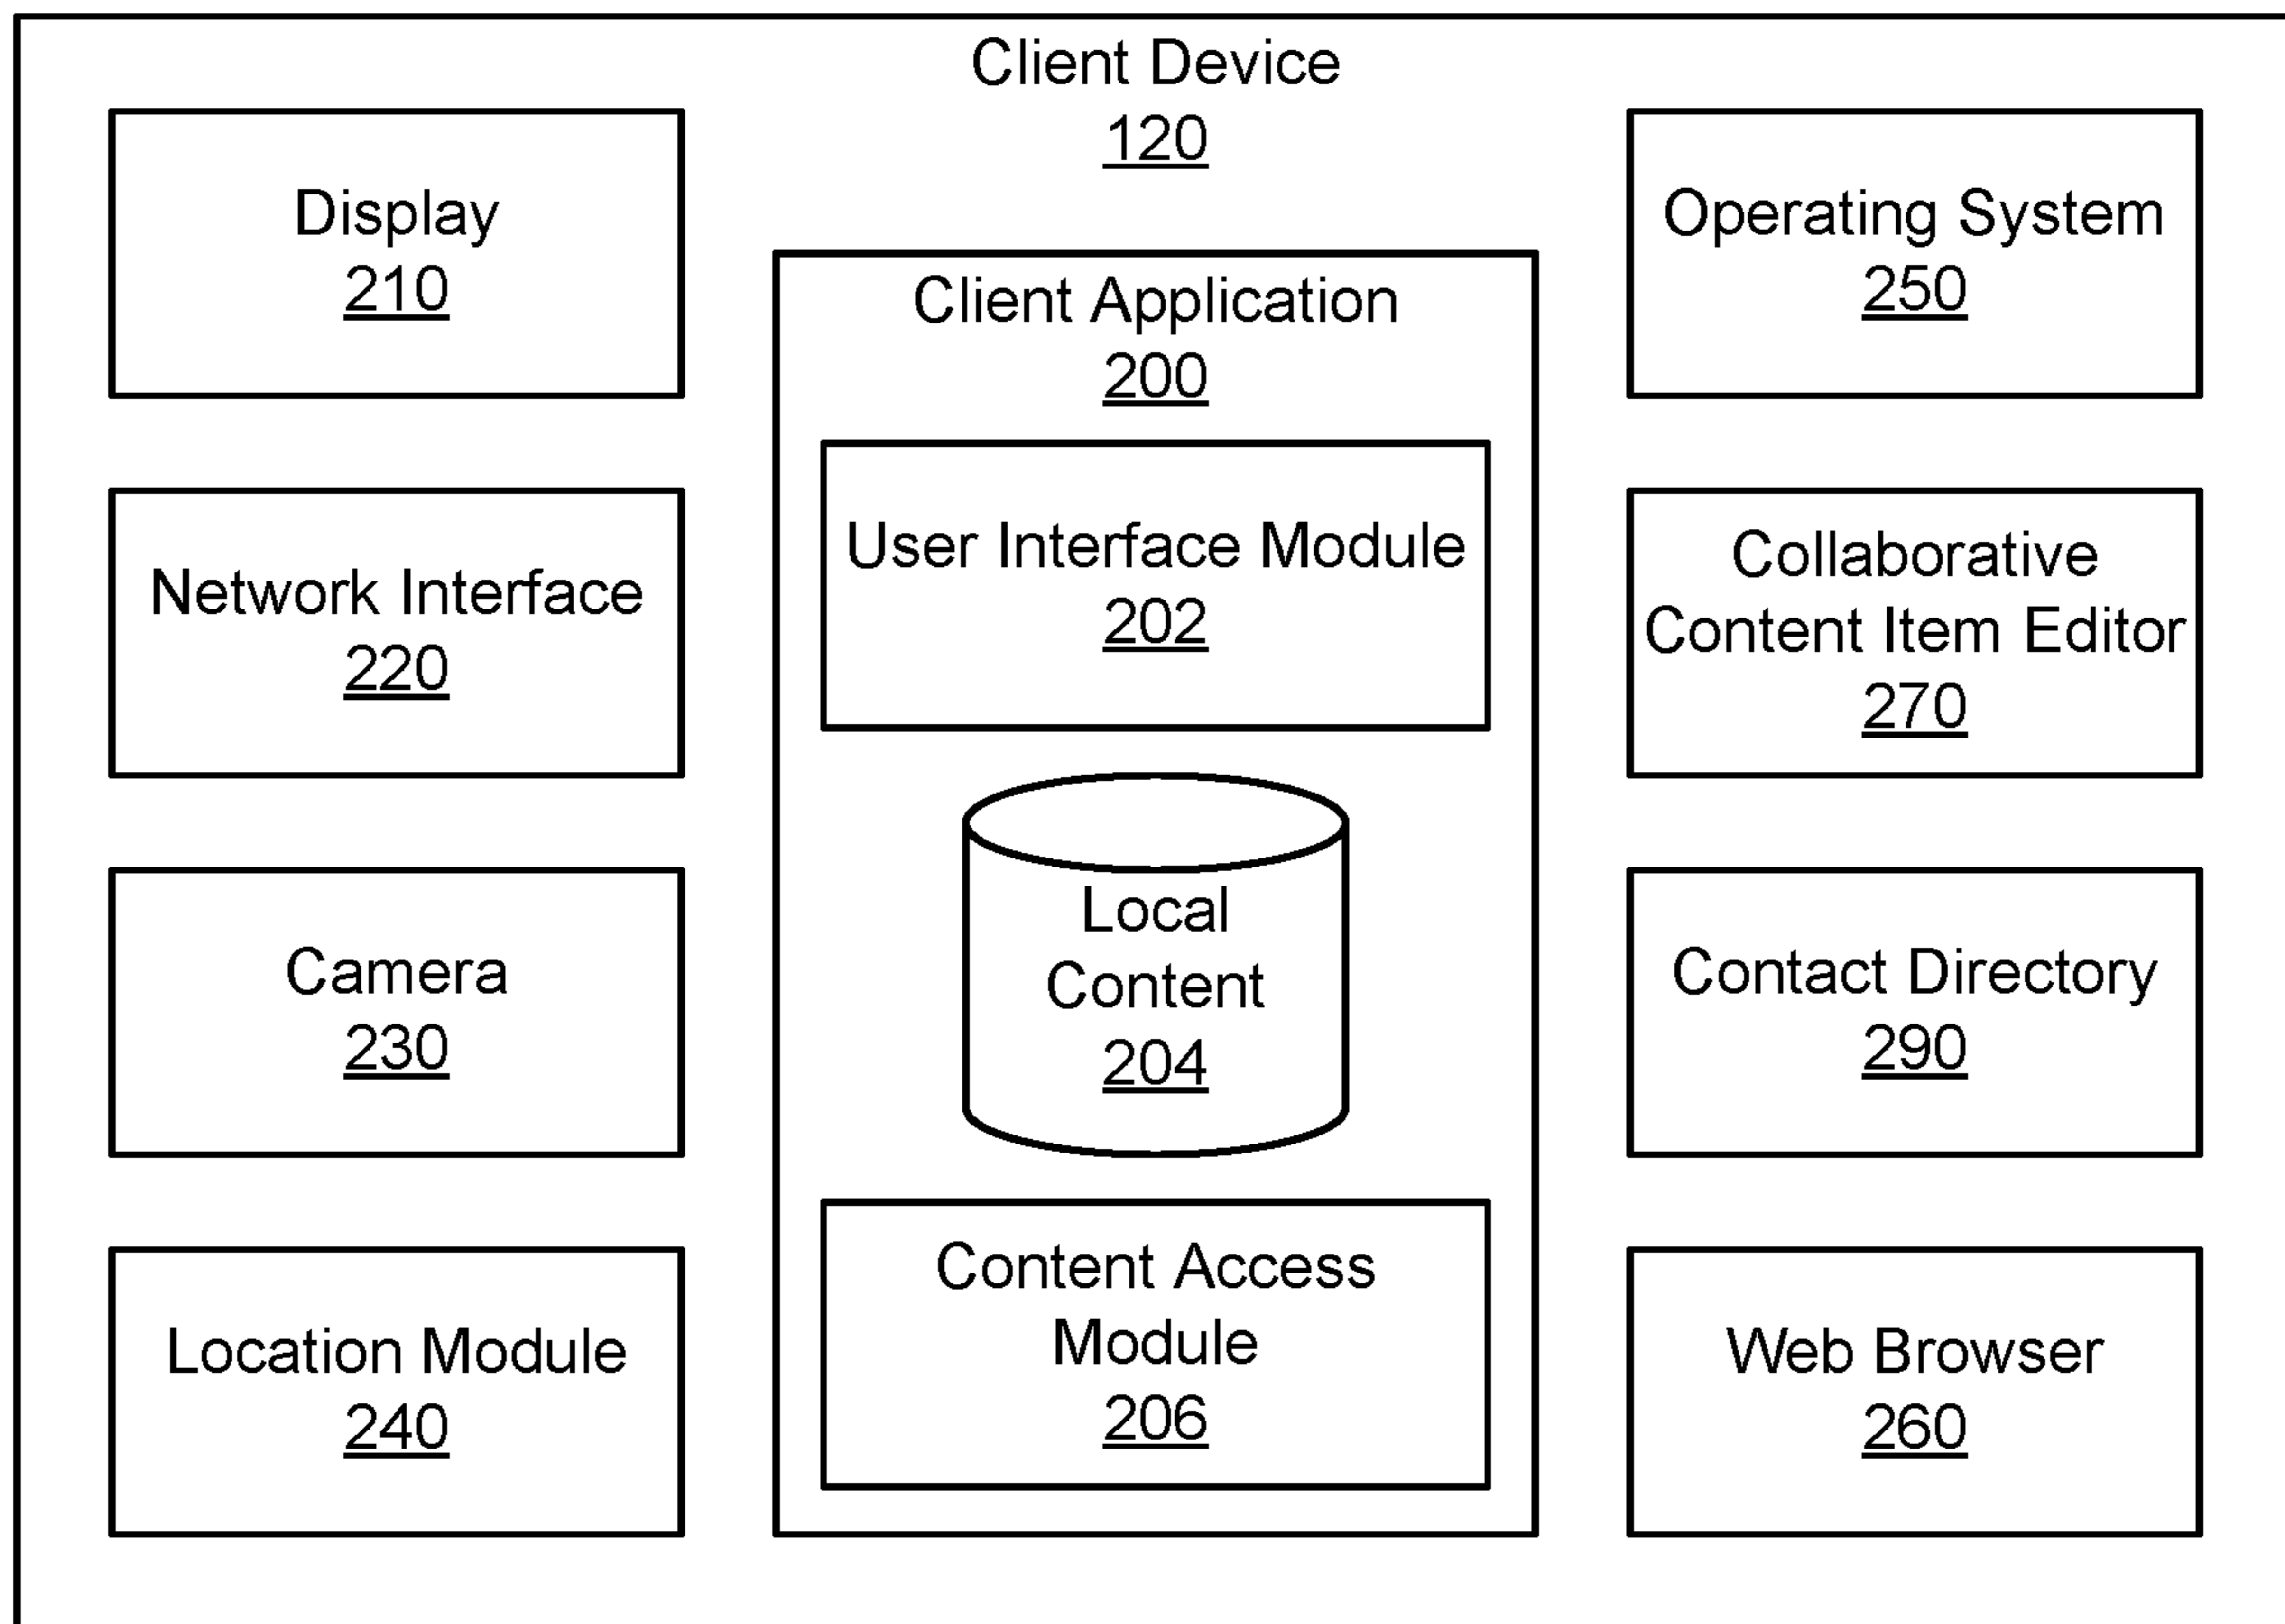 Client Device
120
Display
210
Network Interface
220
Camera
230
Location Module
240
Client Application
200
User Interface Module
202
Local
Content
204
Content Access
Module
206
Operating System
250
Collaborative
Content Item Editor
270
Contact Directory
290
Web Browser
260